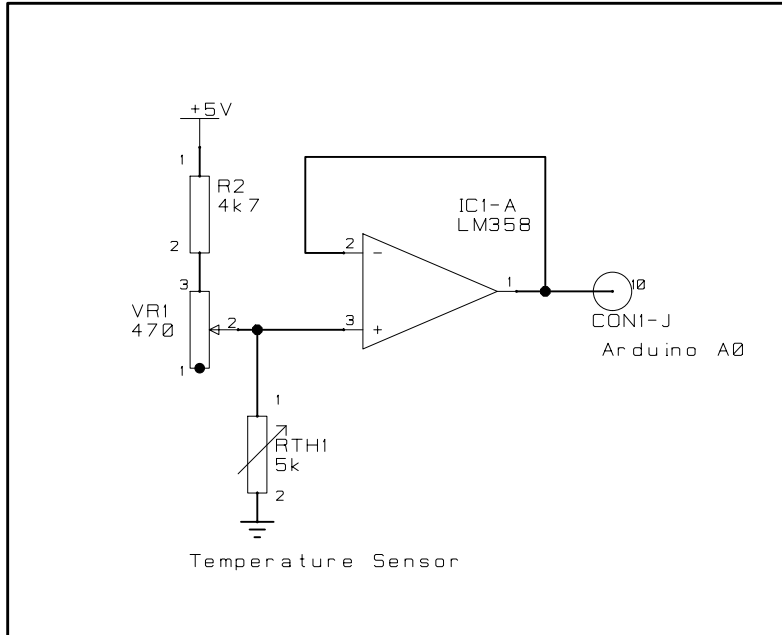 +5V
1
R2
4k7
2
3
VR1
470
2
1
IC1-A
LM358
2
-
3
+
1
10
CON1-J
Arduino A0
1
RTH1
5k
2
Temperature Sensor